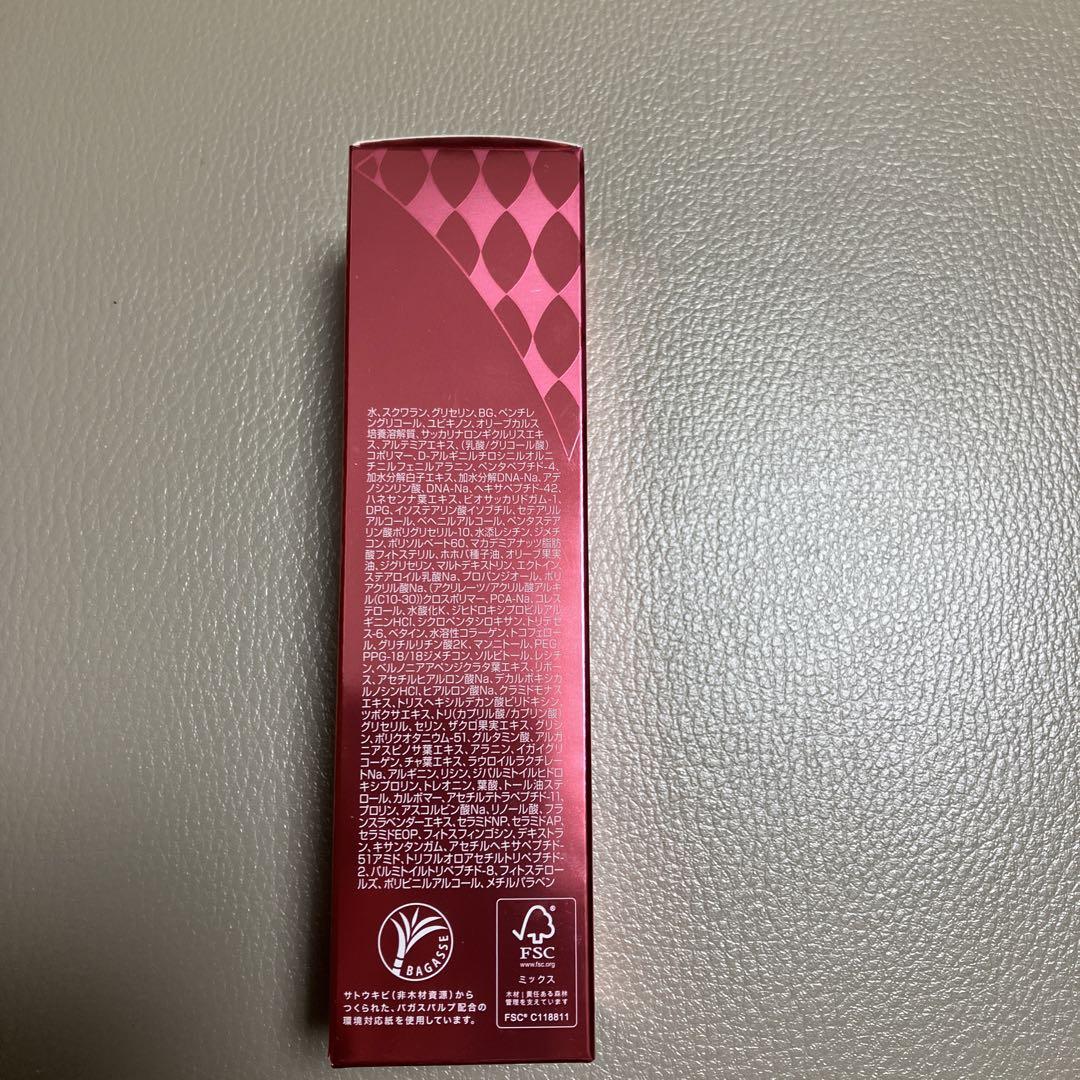 水、スクワラン、グリセリン、BG、ペンチレ
ングリコール、ユビキノン、オリーブカルス
培養溶解質、サッカリナロンギクルリスエキ
ス、アルテミアエキス、(乳酸/グリコール酸)
コポリマー、D-アルギニルチロシニルオルニ
チニルフェニルアラニン、ペンタペプチド-4、
加水分解白子エキス、加水分解DNA-Na、アデ
ノシンリン酸、DNA-Na、ヘキサペプチド-42、
ハネセンナ葉エキス、ビオサッカリドガム-1、
DPG、イソステアリン酸イソプチル、セテアリル
アルコール、ベヘニルアルコール、ペンタステア
リン酸ポリグリセリル-10、水添レシチン、ジメチ
コン、ポリソルベート60、マカデミアナッツ脂肪
酸フィトステリル、ホホバ種子油、オリーブ果実
油、ジグリセリン、マルトデキストリン、エクトイン、
ステアロイル乳酸Na、プロパンジオール、ポリ
アクリル酸Na、(アクリレーツ/アクリル酸アルキ
ル(C10-30))クロスポリマー、PCA-Na、コレス
テロール、水酸化K、ジヒドロキシプロピルアル
ギニンHCl、シクロペンタシロキサン、トリデセ
ス-6、ベタイン、水溶性コラーゲン、トコフェロー
ル、グリチルリチン酸2K、マンニトール、PEG/
PPG-18/18ジメチコン、ソルビトール、レシチ
ン、ベルノニアアペンジクラタ葉エキス、リボー
ス、アセチルヒアルロン酸Na、デカルボキシカ
ルノシンHCl、ヒアルロン酸Na、クラミドモナス
エキス、トリスヘキシルデカン酸ピリドキシン、
ツボクサエキス、トリ(カプリル酸/カプリン酸)
グリセリル、セリン、ザクロ果実エキス、グリシ
ン、ポリクオタニウム-51、グルタミン酸、アルガ
ニアスピノサ葉エキス、アラニン、イガイグリ
コーゲン、チャ葉エキス、ラウロイルラクチレー
トNa、アルギニン、リシン、ジパルミトイルヒドロ
キシプロリン、トレオニン、葉酸、トール油ステ
ロール、カルボマー、アセチルテトラペプチド-11、
プロリン、アスコルビン酸Na、リノール酸、フラ
ンスラベンダーエキス、セラミドNP、セラミドAP、
セラミドEOP、フィトスフィンゴシン、デキストラ
ン、キサンタンガム、アセチルヘキサペプチド-
51アミド、トリフルオロアセチルトリペプチド-
2、パルミトイルトリペプチド-8、フィトステロー
ルズ、ポリビニルアルコール、メチルパラベン
BAGASSE
サトウキビ(非木材資源)から
つくられた、バガスパルプ配合の
環境対応紙を使用しています。
FSC®
www.fsc.org
ミックス
木材|責任ある森林
管理を支えています
FSC® C118811